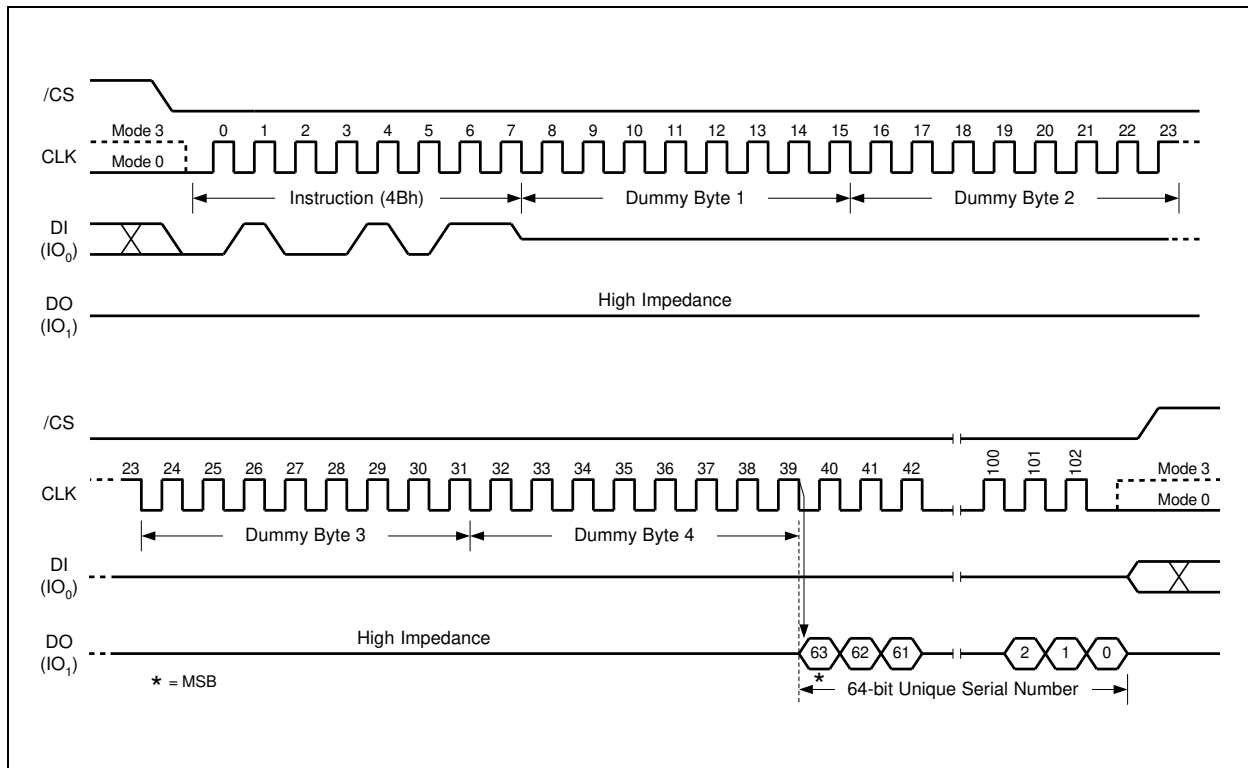 /CS
Mode 3
0 1 2 3 4 5 6 7 8 9 10 11 12 13 14 15 16 17 18 19 20 21 22 23
CLK
Mode 0
Instruction (4Bh) Dummy Byte 1 Dummy Byte 2
DI
(IO0)
High Impedance
DO
(IO1)
/CS
23 24 25 26 27 28 29 30 31 32 33 34 35 36 37 38 39 40 41 42 100 101 102
Mode 3
CLK
Mode 0
Dummy Byte 3 Dummy Byte 4
DI
(IO0)
High Impedance
DO
(IO1)
63 62 61 2 1 0
* = MSB
*
64-bit Unique Serial Number